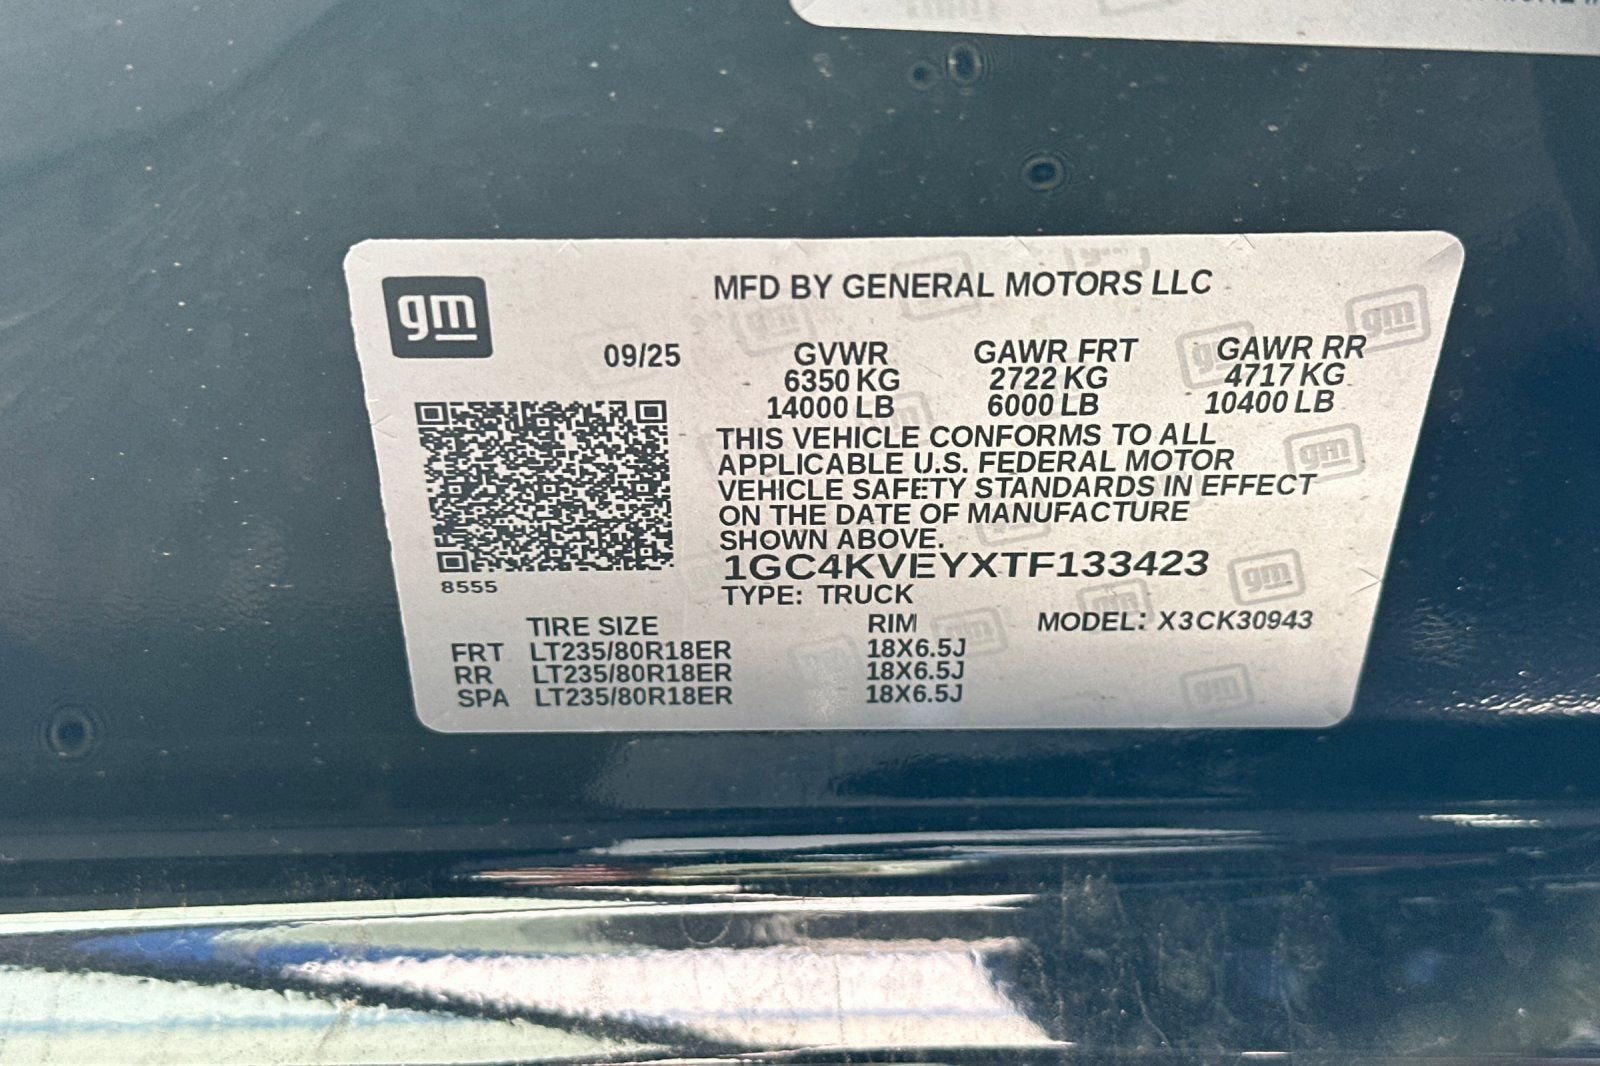 gm
MFD BY GENERAL MOTORS LLC
09/25
GVWR GAWR FRT GAWR RR
6350 KG 2722 KG 4717 KG
14000 LB 6000 LB 10400 LB
THIS VEHICLE CONFORMS TO ALL
APPLICABLE U.S. FEDERAL MOTOR
VEHICLE SAFETY STANDARDS IN EFFECT
ON THE DATE OF MANUFACTURE
SHOWN ABOVE.
8555
1GC4KVEYXTF133423
TYPE: TRUCK
TIRE SIZE RIM MODEL: X3CK30943
FRT LT235/80R18ER 18X6.5J
RR LT235/80R18ER 18X6.5J
SPA LT235/80R18ER 18X6.5J